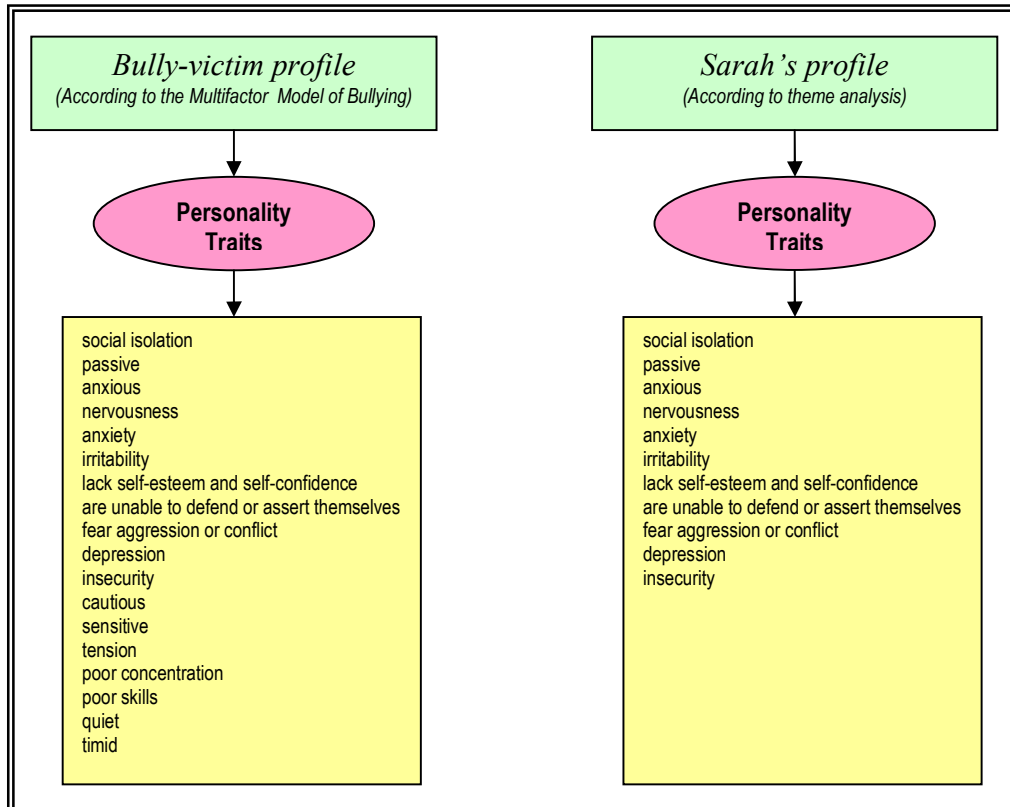 Bully-victim profile
(According to the Multifactor Model of Bullying)
Personality
Traits
social isolation
passive
anxious
nervousness
anxiety
irritability
lack self-esteem and self-confidence
are unable to defend or assert themselves
fear aggression or conflict
depression
insecurity
cautious
sensitive
tension
poor concentration
poor skills
quiet
timid
Sarah’s profile
(According to theme analysis)
Personality
Traits
social isolation
passive
anxious
nervousness
anxiety
irritability
lack self-esteem and self-confidence
are unable to defend or assert themselves
fear aggression or conflict
depression
insecurity